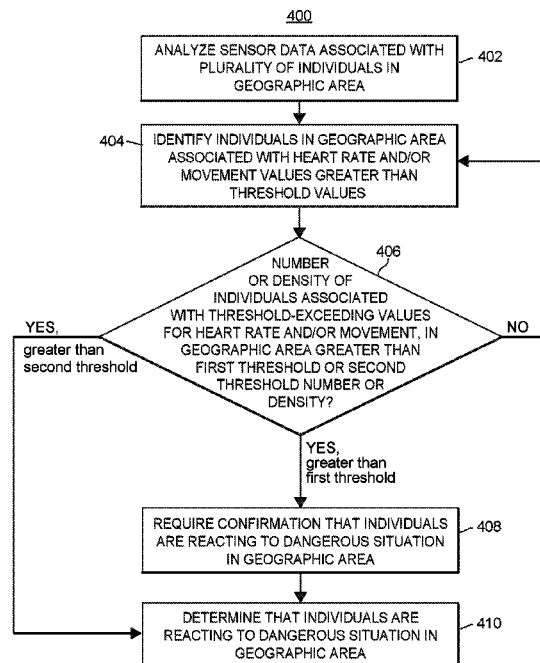 400
ANALYZE SENSOR DATA ASSOCIATED WITH
PLURALITY OF INDIVIDUALS IN
GEOGRAPHIC AREA
402
404
IDENTIFY INDIVIDUALS IN GEOGRAPHIC AREA
ASSOCIATED WITH HEART RATE AND/OR
MOVEMENT VALUES GREATER THAN
THRESHOLD VALUES
406
NUMBER
OR DENSITY OF
INDIVIDUALS ASSOCIATED
WITH THRESHOLD-EXCEEDING VALUES
FOR HEART RATE AND/OR MOVEMENT, IN
GEOGRAPHIC AREA GREATER THAN
FIRST THRESHOLD OR SECOND
THRESHOLD NUMBER OR
DENSITY?
YES,
greater than
second threshold
NO
YES,
greater than
first threshold
REQUIRE CONFIRMATION THAT INDIVIDUALS
ARE REACTING TO DANGEROUS SITUATION
IN GEOGRAPHIC AREA
408
DETERMINE THAT INDIVIDUALS ARE
REACTING TO DANGEROUS SITUATION IN
GEOGRAPHIC AREA
410